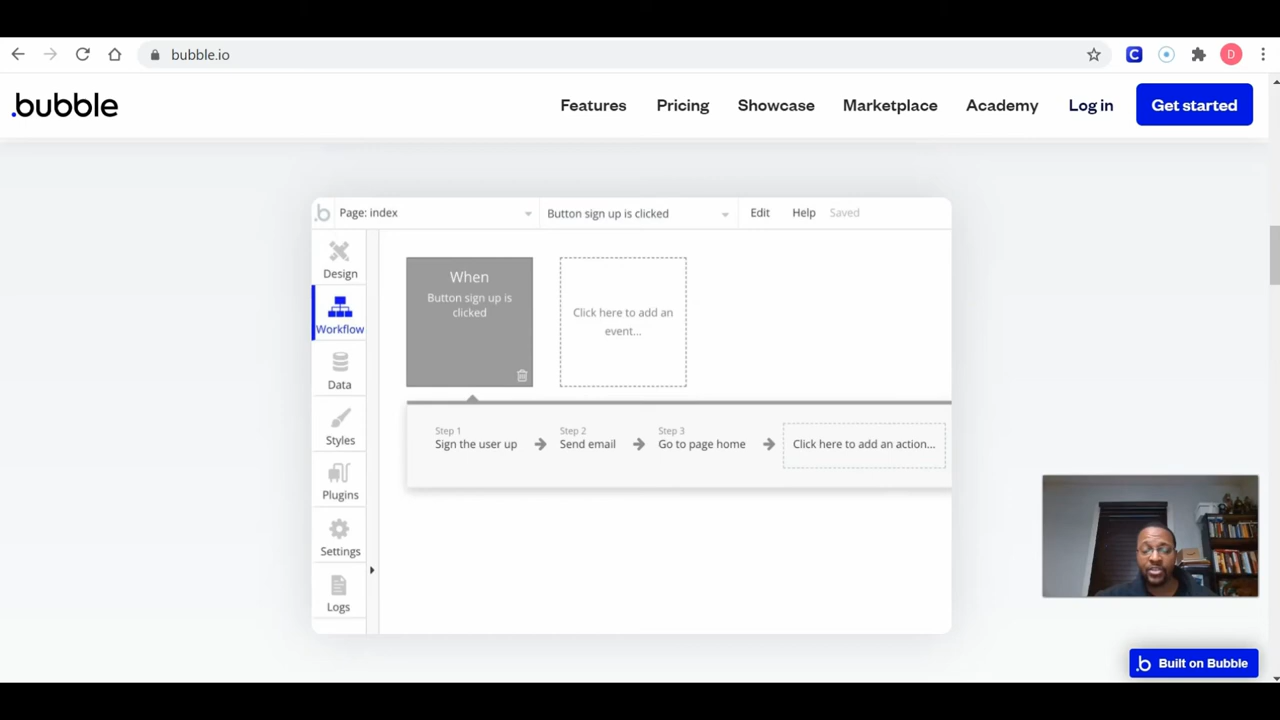 bubble.io
C
D
.bubble
Features
Pricing
Showcase
Marketplace
Academy
Log in
Get started
.b
Page: index
Button sign up is clicked
Edit
Help
Saved
Design
Workflow
Data
Styles
Plugins
Settings
Logs
When
Button sign up is
clicked
Click here to add an
event...
Step 1
Sign the user up
Step 2
Send email
Step 3
Go to page home
Click here to add an action...
.b Built on Bubble